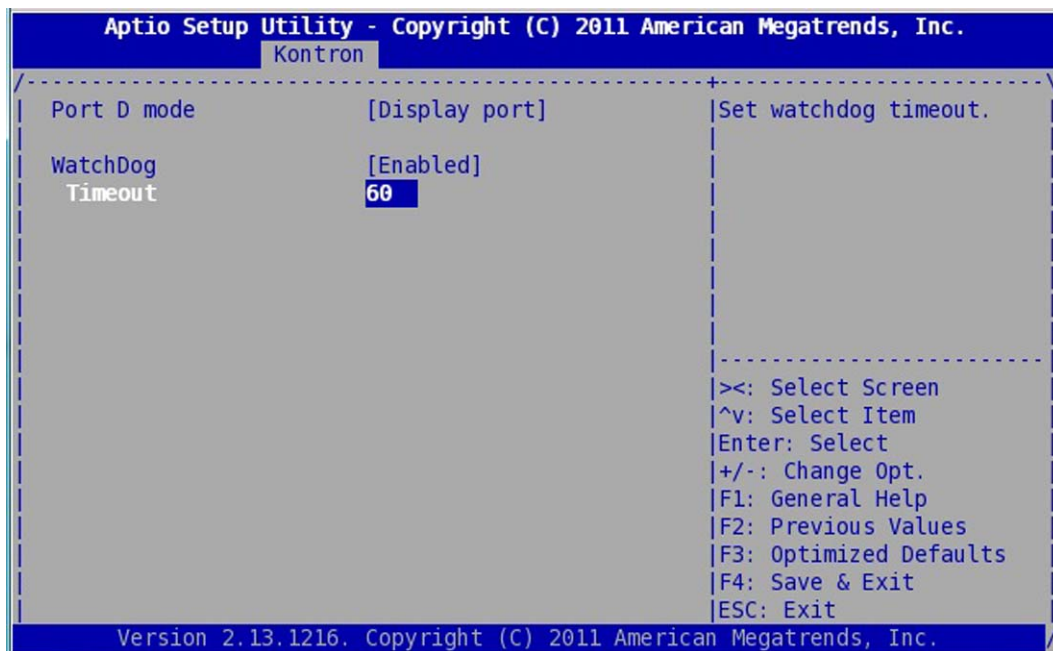 Aptio Setup Utility - Copyright (C) 2011 American Megatrends, Inc.
Kontron
Port D mode [Display port]
WatchDog [Enabled]
Timeout 60
Set watchdog timeout.
><: Select Screen
^v: Select Item
Enter: Select
+/-: Change Opt.
F1: General Help
F2: Previous Values
F3: Optimized Defaults
F4: Save & Exit
ESC: Exit
Version 2.13.1216. Copyright (C) 2011 American Megatrends, Inc.